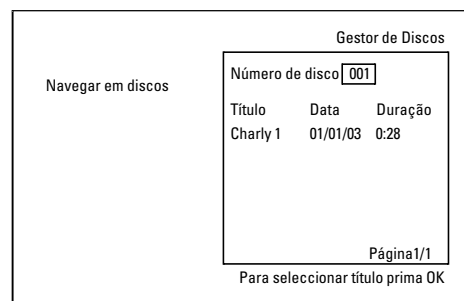 Gestor de Discos
Navegar em discos
Número de disco 001
Título Data Duração
Charly 1 01/01/03 0:28
Página1/1
Para seleccionar título prima OK